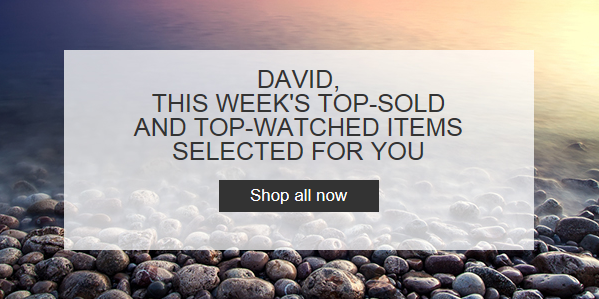 DAVID,
THIS WEEK'S TOP-SOLD
AND TOP-WATCHED ITEMS
SELECTED FOR YOU
Shop all now